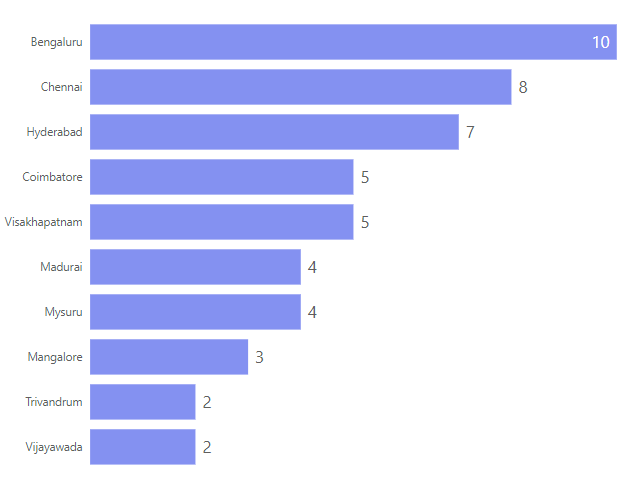 Bengaluru 10
Chennai 8
Hyderabad 7
Coimbatore 5
Visakhapatnam 5
Madurai 4
Mysuru 4
Mangalore 3
Trivandrum 2
Vijayawada 2